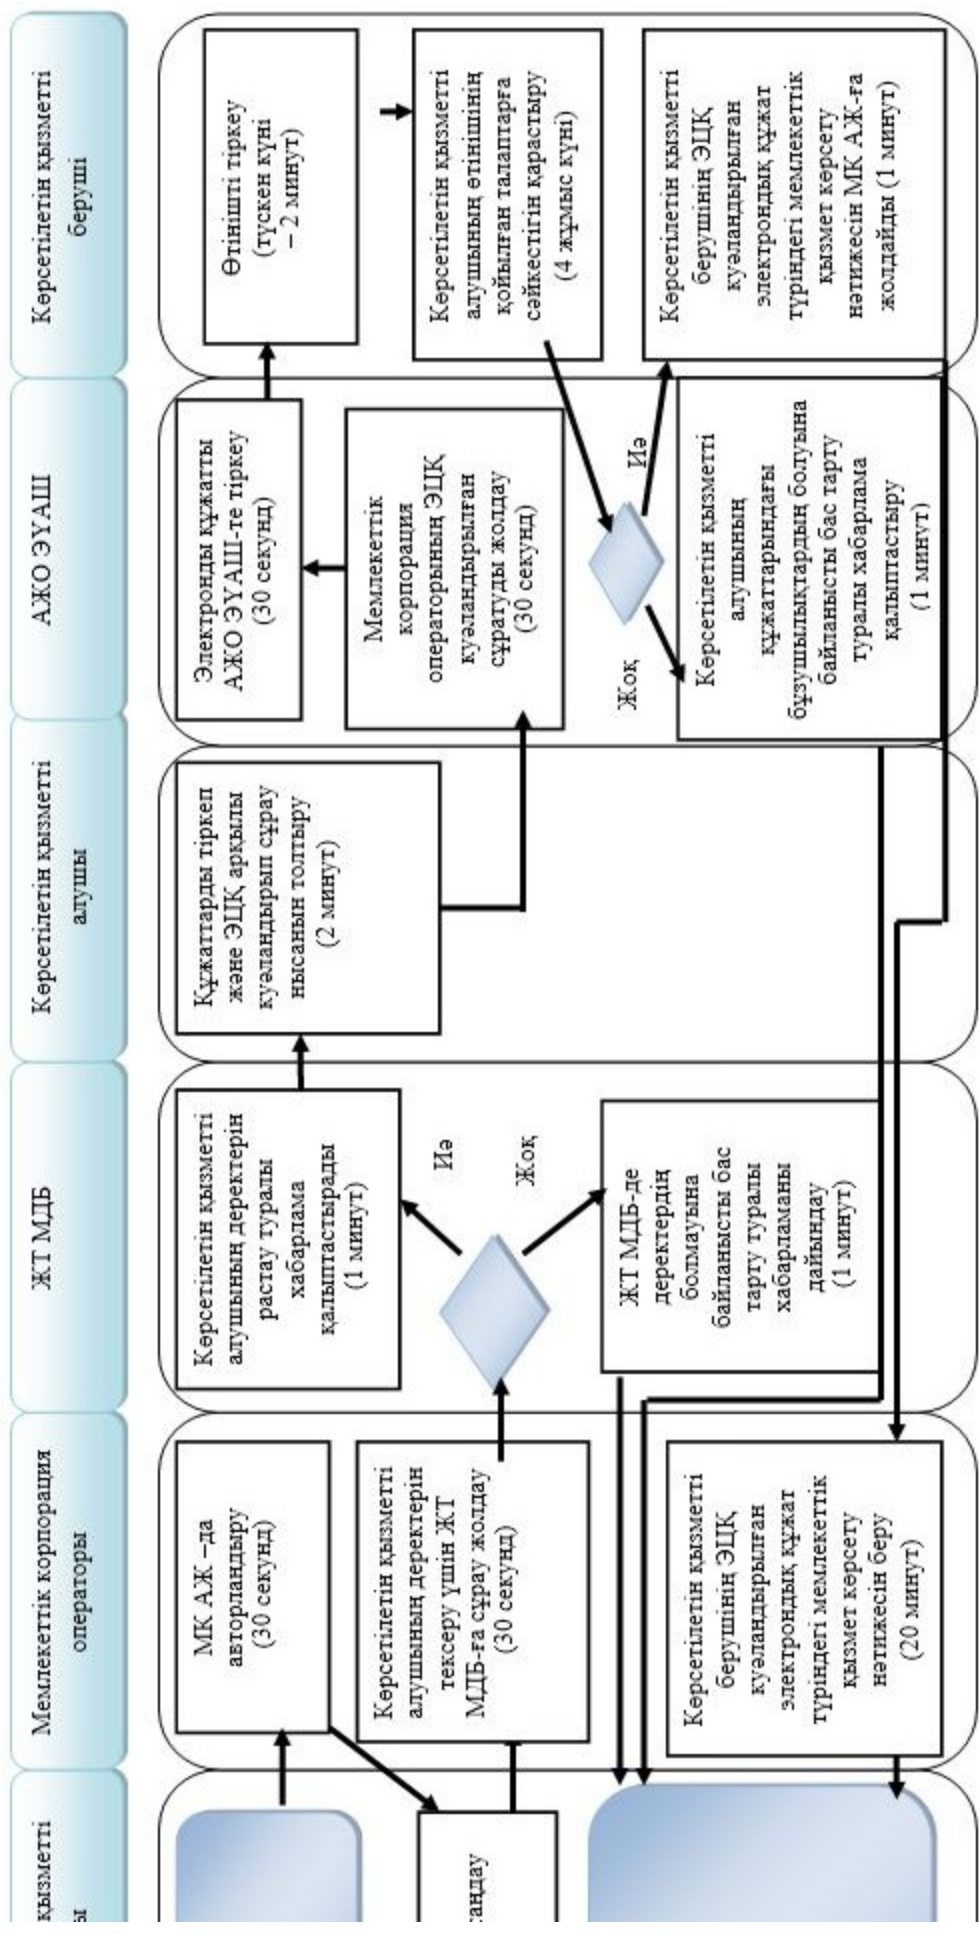 қызметті
ы
Мемлекеттік корпорация
операторы
ЖТ МДБ
Көрсетілетін қызметті
алушы
АЖО ЭҮАШ
Көрсетілетін қызметті
беруші
таңдау
МК АЖ –да
авторландыру
(30 секунд)
Көрсетілетін қызметті
алушының деректерін
тексеру үшін ЖТ
МДБ-ға сұрау жолдау
(30 секунд)
Көрсетілетін қызметті
берушінің ЭЦҚ
куәландырылған
электрондық құжат
түріндегі мемлекеттік
қызмет көрсету
нәтижесін беру
(20 минут)
Көрсетілетін қызметті
алушының деректерін
растау туралы
хабарлама
қалыптастырады
(1 минут)
Иә
Жоқ
ЖТ МДБ-де
деректердің
болмауына
байланысты бас
тарту туралы
хабарламаны
дайындау
(1 минут)
Құжаттарды тіркеп
және ЭЦҚ арқылы
куәландырып сұрау
нысанын толтыру
(2 минут)
Электронды құжатты
АЖО ЭҮАШ-те тіркеу
(30 секунд)
Мемлекеттік
корпорация
операторының ЭЦҚ
куәландырылған
сұратуды жолдау
(30 секунд)
Жоқ
Иә
Көрсетілетін қызметті
алушының
құжаттарындағы
бұзушылықтардың болуына
байланысты бас тарту
туралы хабарлама
қалыптастыру
(1 минут)
Өтінішті тіркеу
(түскен күні
– 2 минут)
Көрсетілетін қызметті
алушының өтінішінің
қойылған талаптарға
сәйкестігін қарастыру
(4 жұмыс күні)
Көрсетілетін қызметті
берушінің ЭЦҚ
куәландырылған
электрондық құжат
түріндегі мемлекеттік
қызмет көрсету
нәтижесін МК АЖ-ға
жолдайды (1 минут)